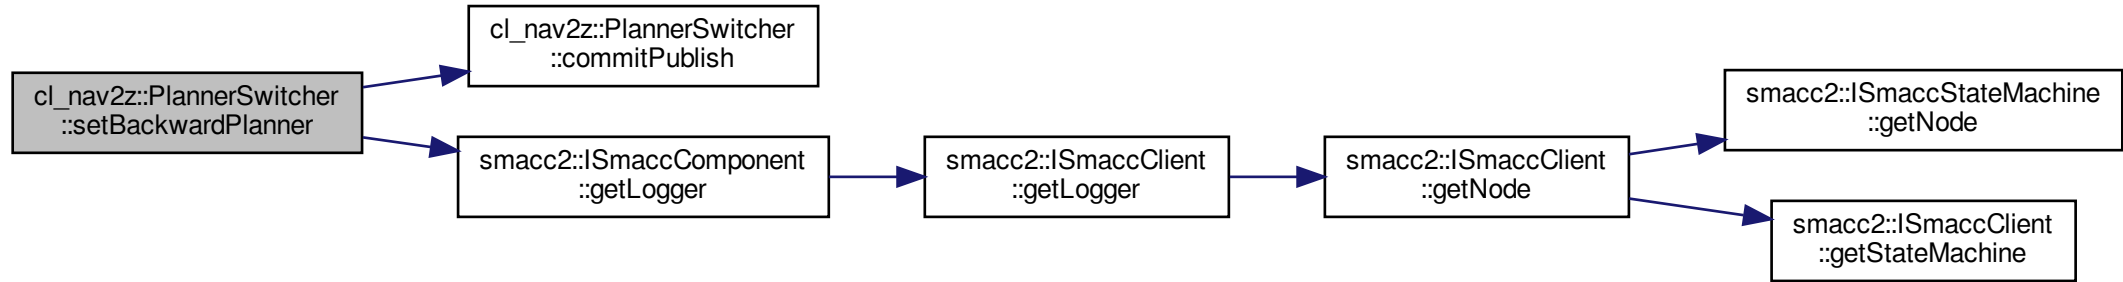 cl_nav2z::PlannerSwitcher
::setBackwardPlanner
cl_nav2z::PlannerSwitcher
::commitPublish
smacc2::ISmaccComponent
::getLogger
smacc2::ISmaccClient
::getLogger
smacc2::ISmaccClient
::getNode
smacc2::ISmaccStateMachine
::getNode
smacc2::ISmaccClient
::getStateMachine